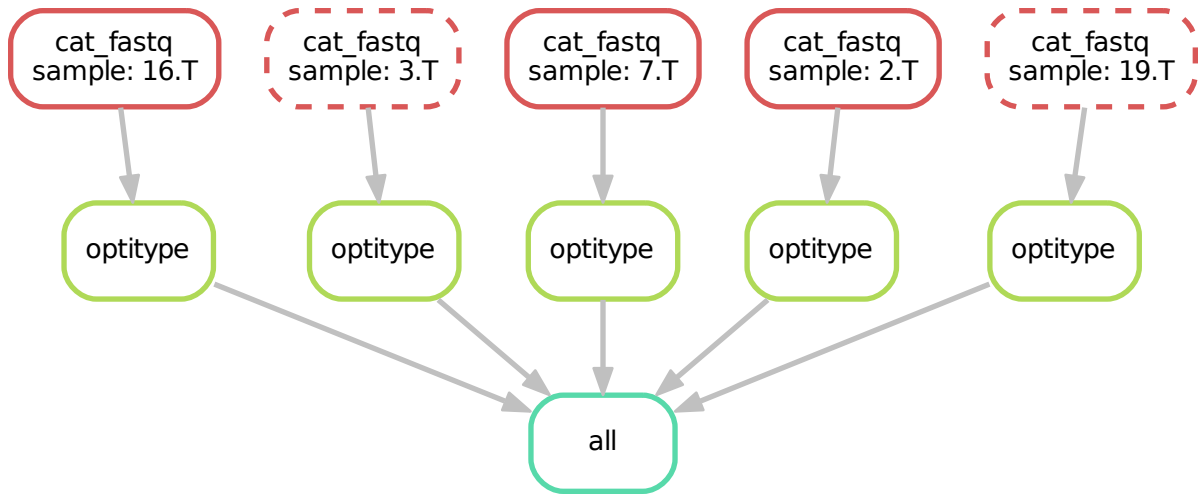 cat_fastq
sample: 16.T
cat_fastq
sample: 3.T
cat_fastq
sample: 7.T
cat_fastq
sample: 2.T
cat_fastq
sample: 19.T
optitype
optitype
optitype
optitype
optitype
all